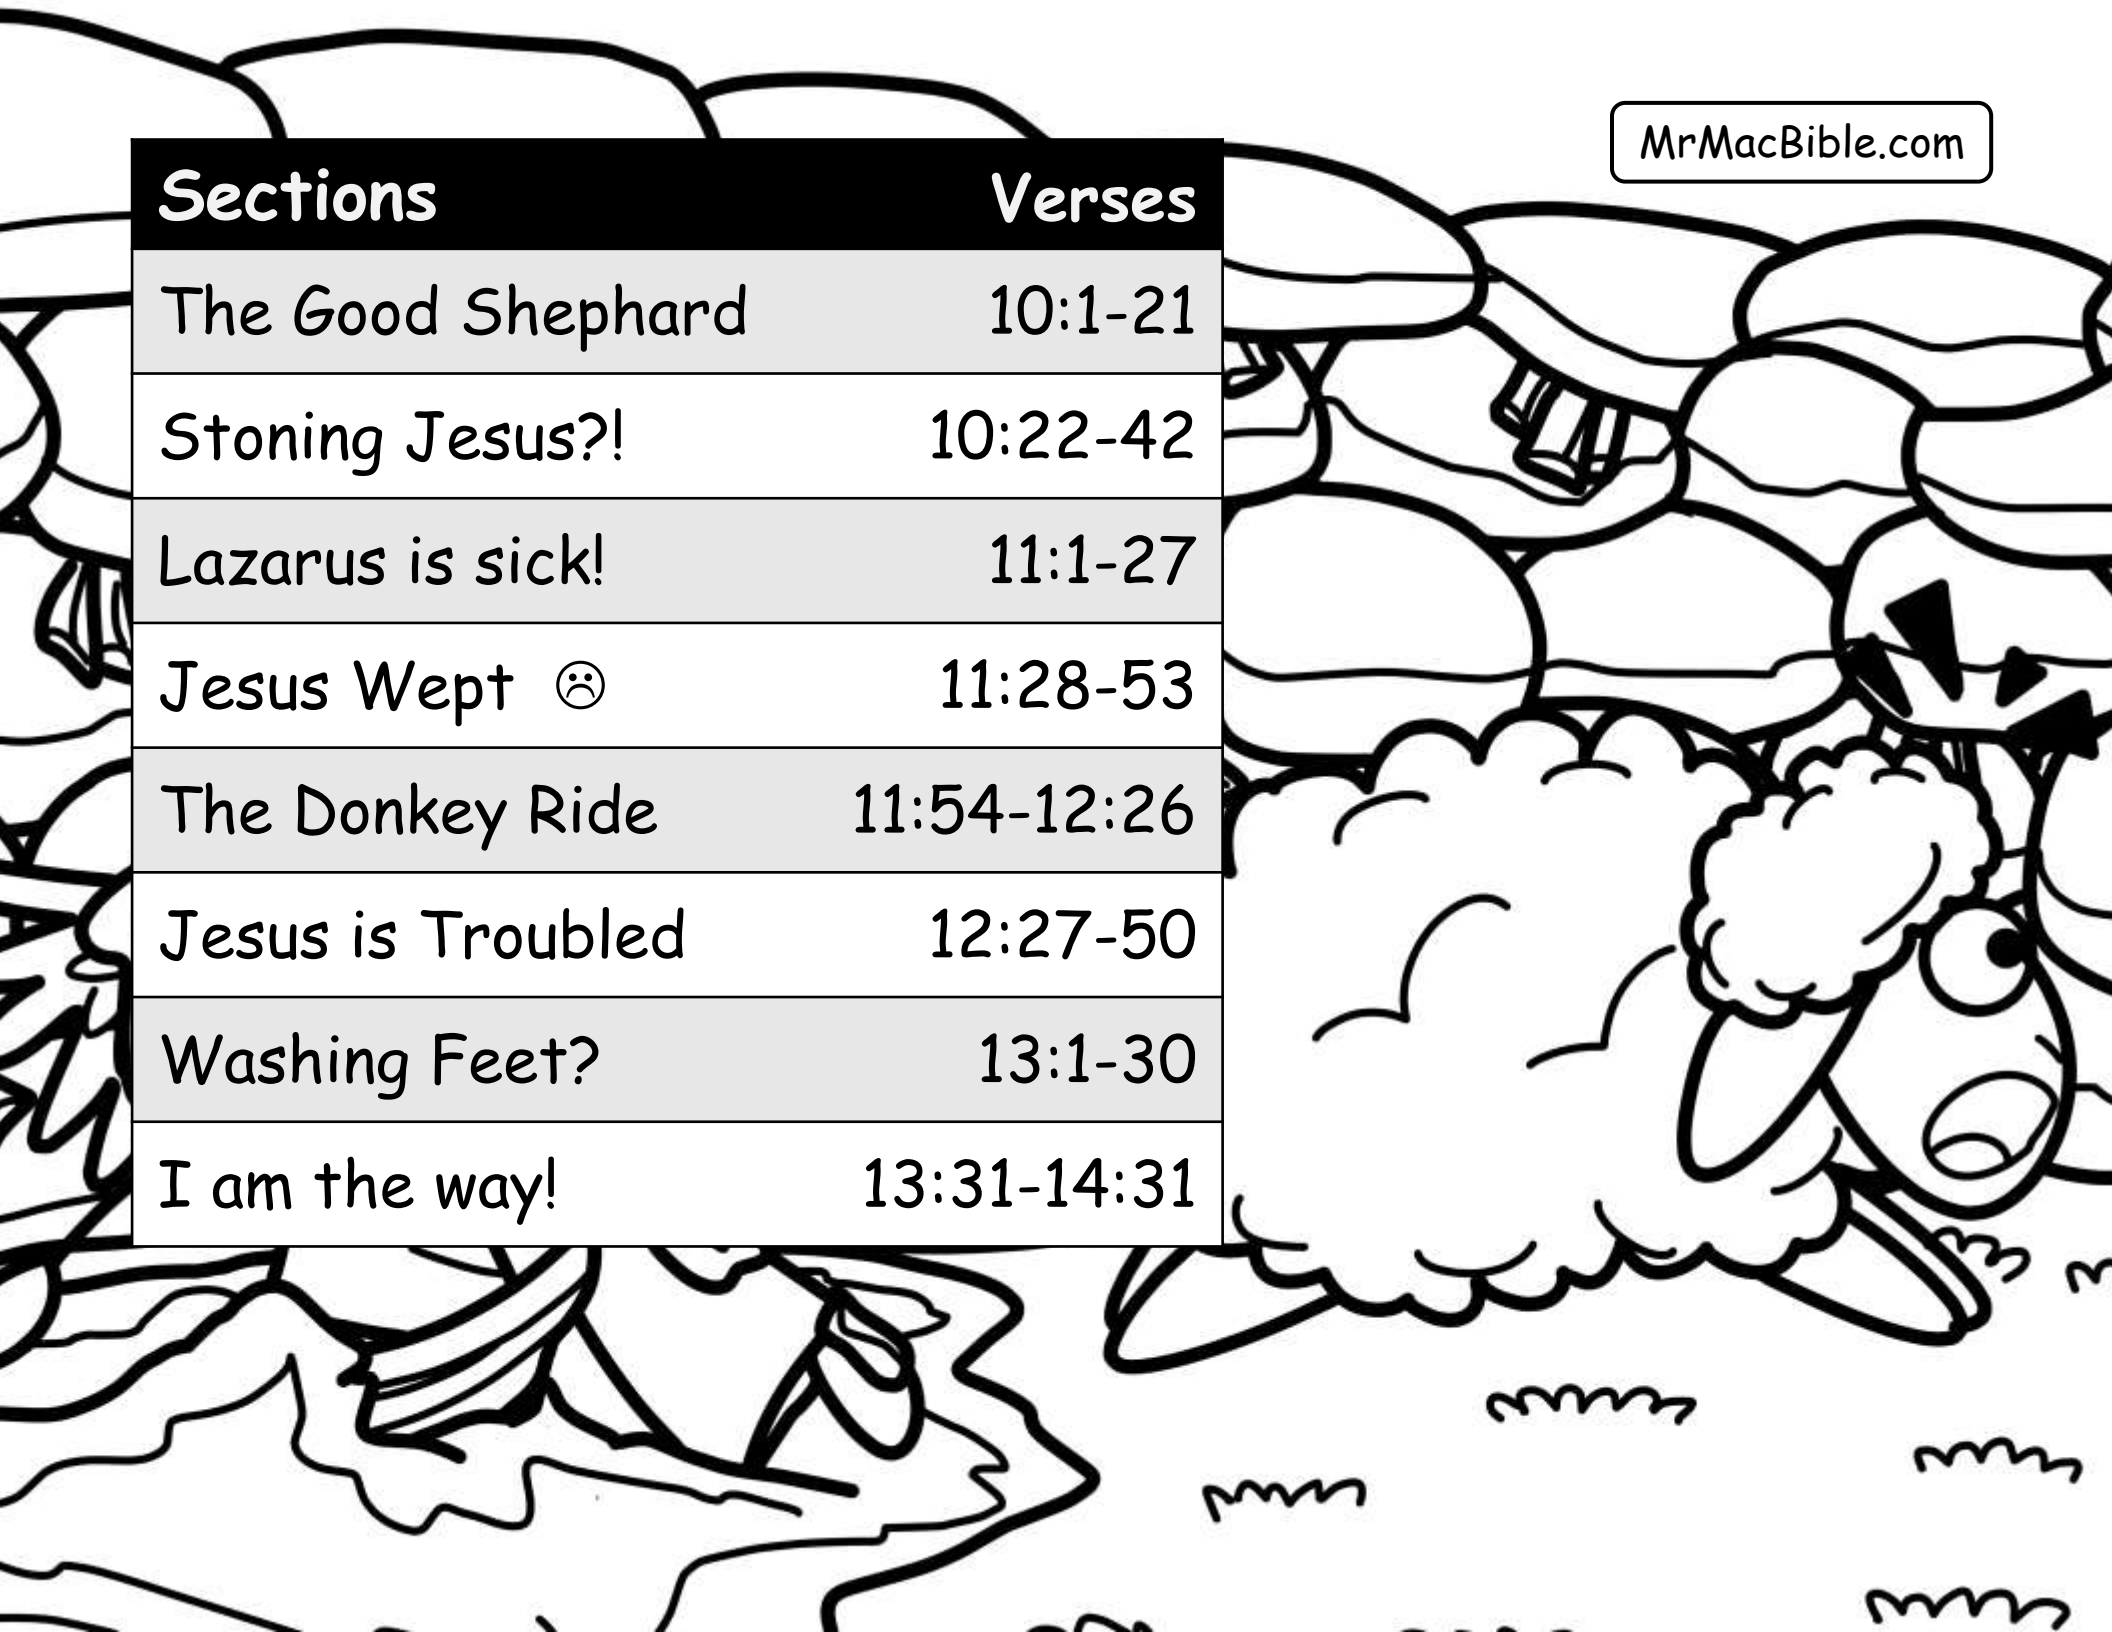 MrMacBible.com
Sections Verses
The Good Shephard 10:1-21
Stoning Jesus?! 10:22-42
Lazarus is sick! 11:1-27
Jesus Wept ☹ 11:28-53
The Donkey Ride 11:54-12:26
Jesus is Troubled 12:27-50
Washing Feet? 13:1-30
I am the way! 13:31-14:31